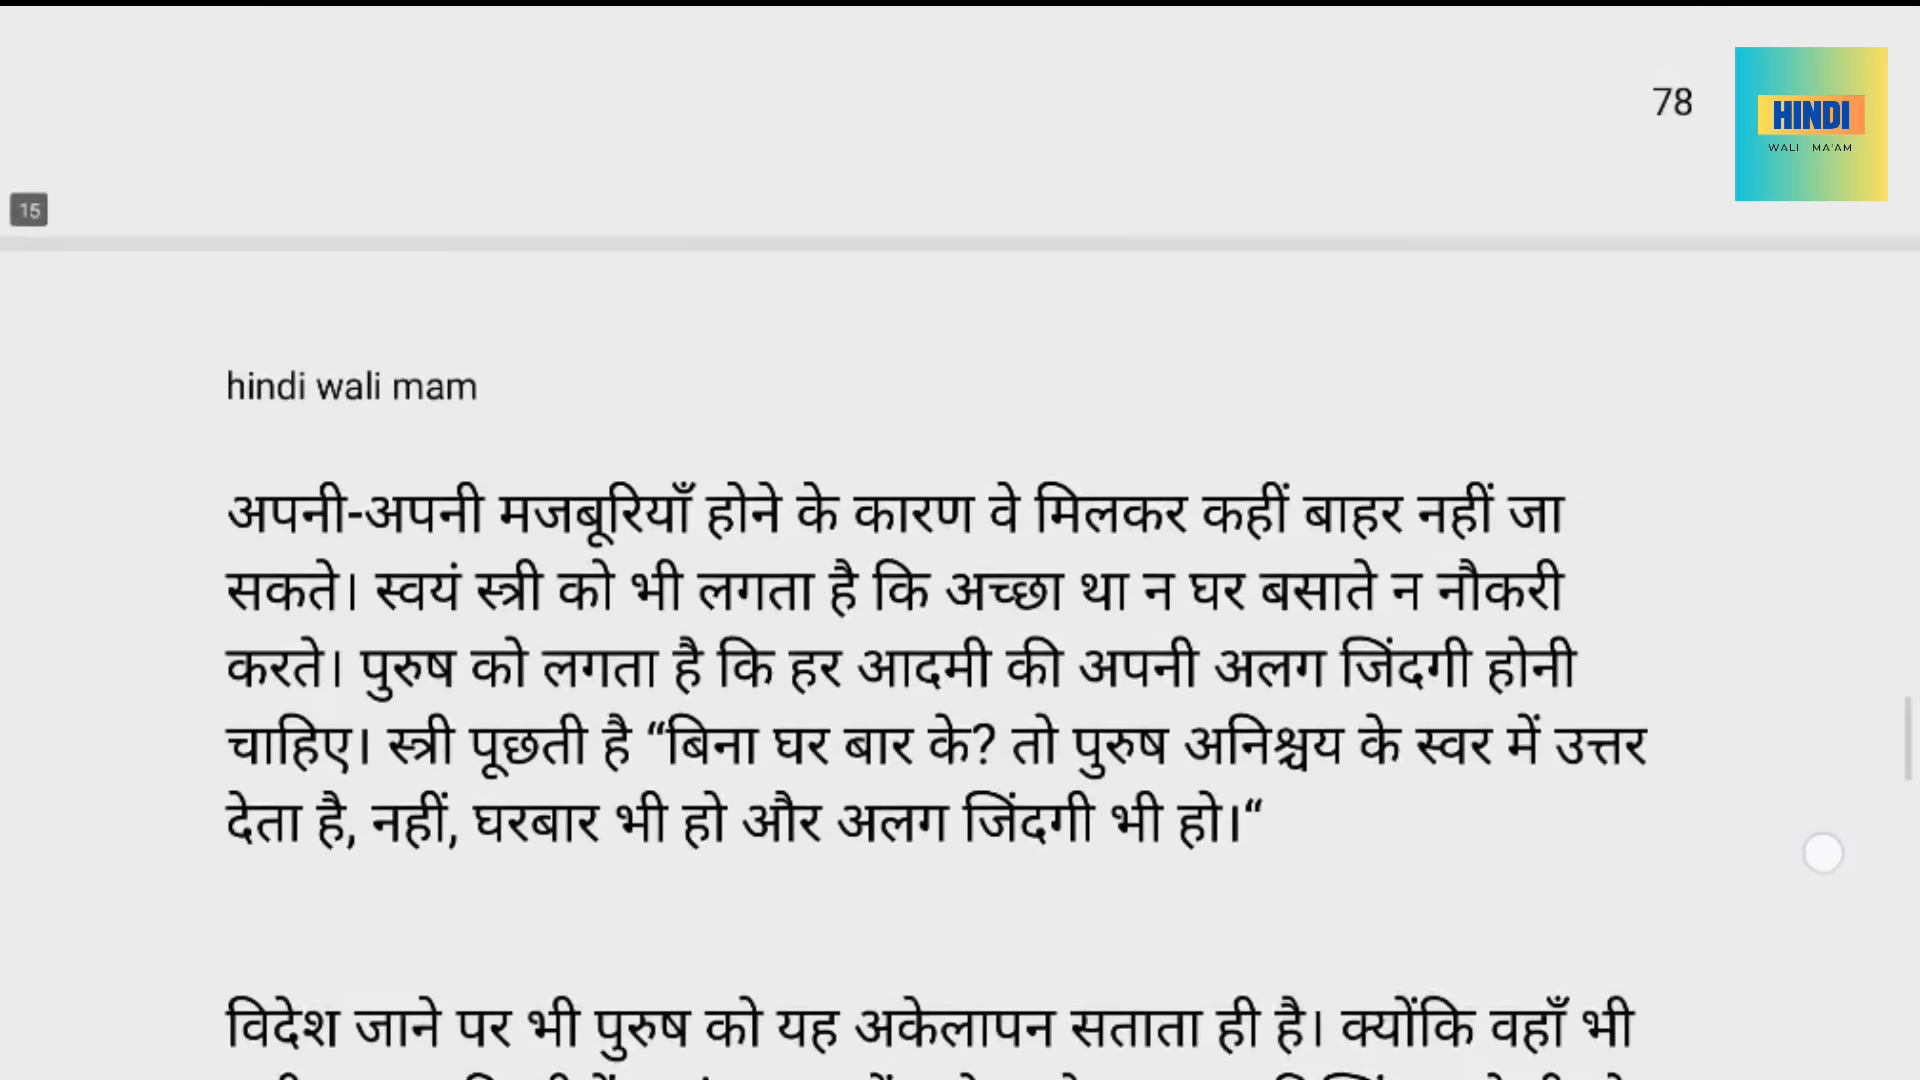 78
HINDI
WALI MA'AM
15
hindi wali mam
अपनी-अपनी मजबूरियाँ होने के कारण वे मिलकर कहीं बाहर नहीं जा
सकते। स्वयं स्त्री को भी लगता है कि अच्छा था न घर बसाते न नौकरी
करते। पुरुष को लगता है कि हर आदमी की अपनी अलग जिंदगी होनी
चाहिए। स्त्री पूछती है “बिना घर बार के? तो पुरुष अनिश्चय के स्वर में उत्तर
देता है, नहीं, घरबार भी हो और अलग जिंदगी भी हो।“
विदेश जाने पर भी पुरुष को यह अकेलापन सताता ही है। क्योंकि वहाँ भी